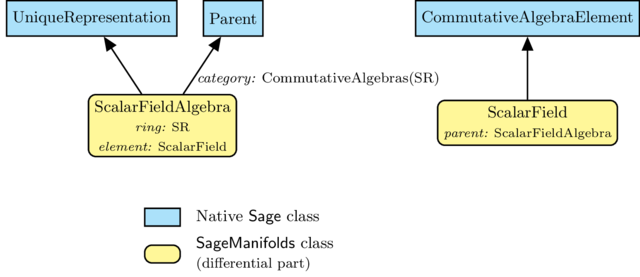 UniqueRepresentation
Parent
CommutativeAlgebraElement
category: CommutativeAlgebras(SR)
ScalarFieldAlgebra
ring: SR
element: ScalarField
ScalarField
parent: ScalarFieldAlgebra
Native Sage class
SageManifolds class
(differential part)